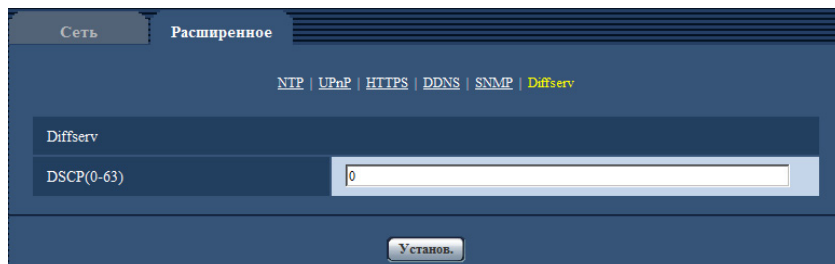 Сеть Расширенное
NTP | UPnP | HTTPS | DDNS | SNMP | Diffserv
Diffserv
DSCP(0-63) 0
Установ.